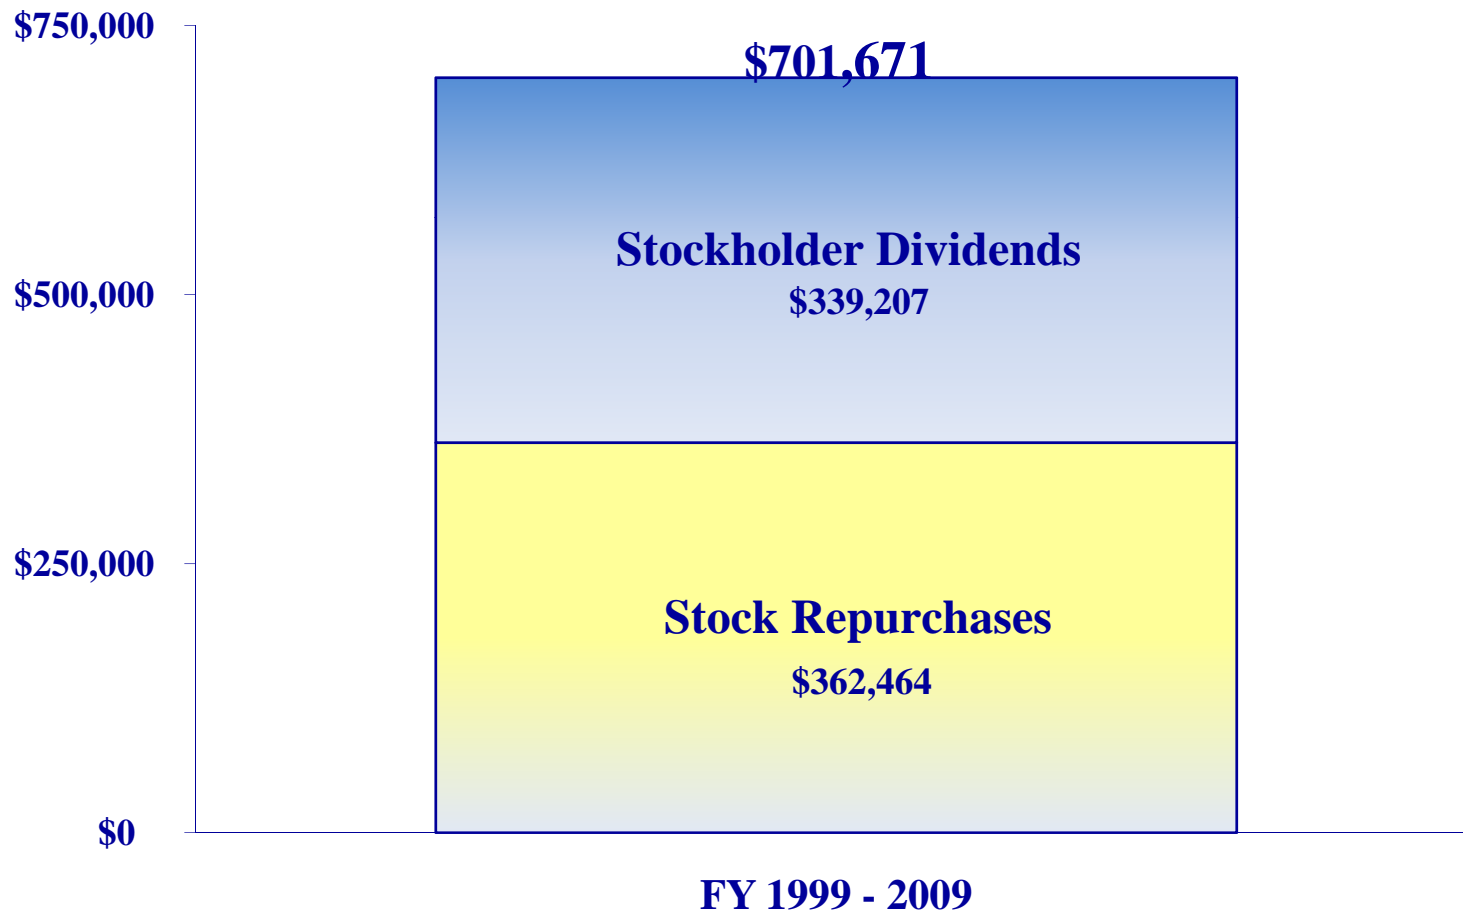 $750,000
$701,671
Stockholder Dividends
$500,000
$339,207
$250,000
Stock Repurchases
$362,464
$0
FY 1999 - 2009